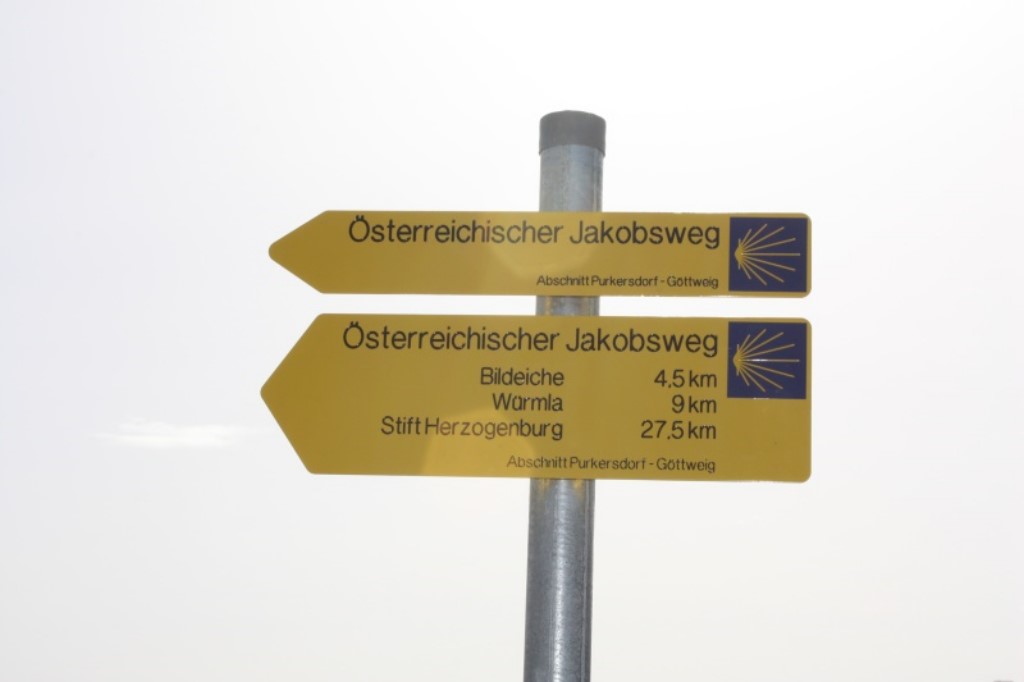 Österreichischer Jakobsweg
Abschnitt Purkersdorf - Göttweig
Österreichischer Jakobsweg
Bildeiche 4,5 km
Würmla 9 km
Stift Herzogenburg 27,5 km
Abschnitt Purkersdorf - Göttweig